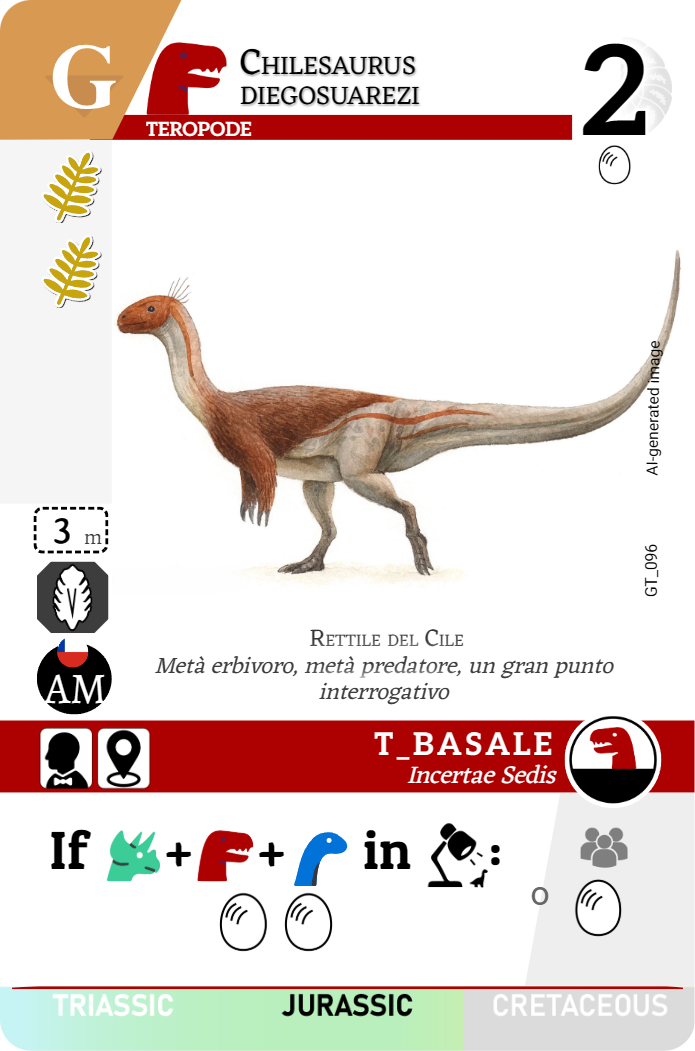 G
CHILESAURUS
DIEGOSUAREZI
TEROPODE
2
AI-generated image
GT_096
3 m
V
AM
RETTILE DEL CILE
Metà erbivoro, metà predatore, un gran punto
interrogativo
T_BASALE
Incertae Sedis
If + + in :
o
TRIASSIC JURASSIC CRETACEOUS